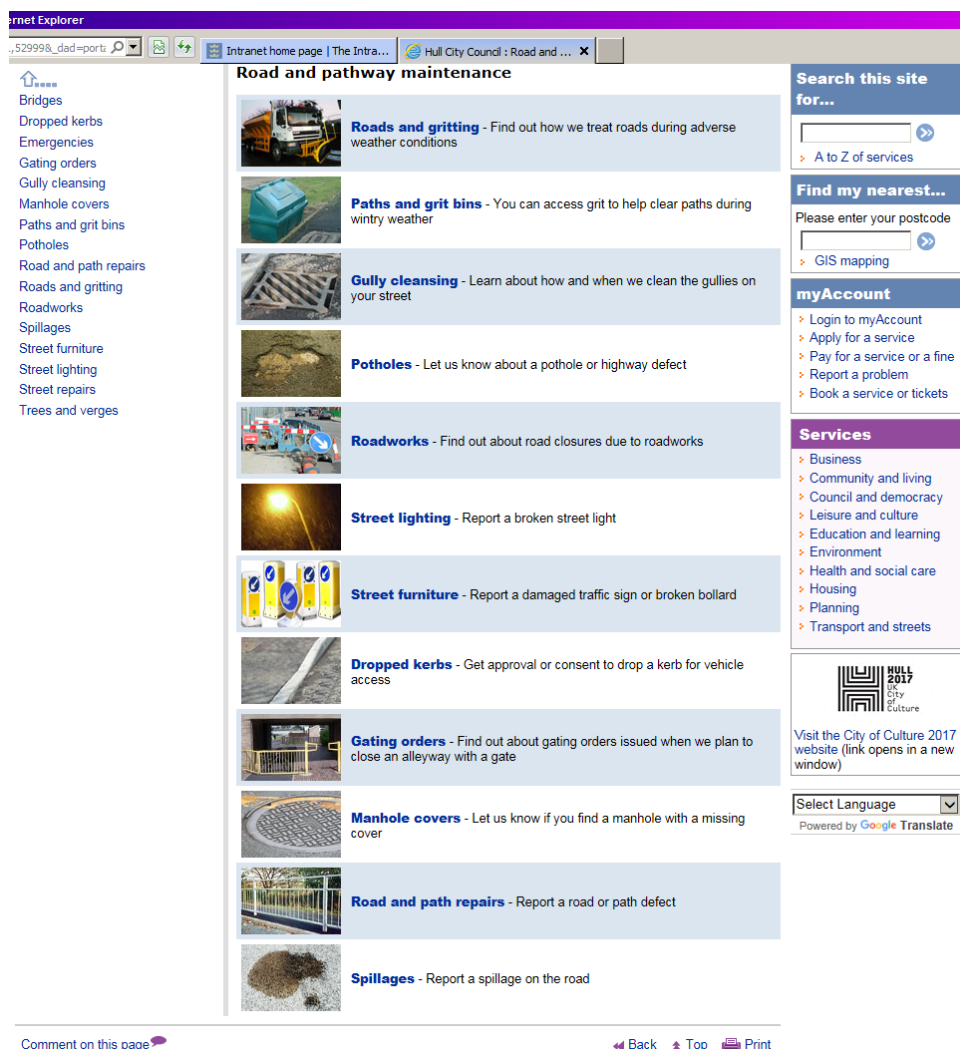 ernet Explorer
,52999&_dad=port
Intranet home page | The Intra...
Hull City Council : Road and ...
Bridges
Dropped kerbs
Emergencies
Gating orders
Gully cleansing
Manhole covers
Paths and grit bins
Potholes
Road and path repairs
Roads and gritting
Roadworks
Spillages
Street furniture
Street lighting
Street repairs
Trees and verges
Road and pathway maintenance
Roads and gritting - Find out how we treat roads during adverse
weather conditions
Paths and grit bins - You can access grit to help clear paths during
wintry weather
Gully cleansing - Learn about how and when we clean the gullies on
your street
Potholes - Let us know about a pothole or highway defect
Roadworks - Find out about road closures due to roadworks
Street lighting - Report a broken street light
Street furniture - Report a damaged traffic sign or broken bollard
Dropped kerbs - Get approval or consent to drop a kerb for vehicle
access
Gating orders - Find out about gating orders issued when we plan to
close an alleyway with a gate
Manhole covers - Let us know if you find a manhole with a missing
cover
Road and path repairs - Report a road or path defect
Spillages - Report a spillage on the road
Search this site
for...
A to Z of services
Find my nearest...
Please enter your postcode
GIS mapping
myAccount
Login to myAccount
Apply for a service
Pay for a service or a fine
Report a problem
Book a service or tickets
Services
Business
Community and living
Council and democracy
Leisure and culture
Education and learning
Environment
Health and social care
Housing
Planning
Transport and streets
HULL
2017
UK
City
of
Culture
Visit the City of Culture 2017
website (link opens in a new
window)
Select Language
Powered by Google Translate
Comment on this page
Back Top Print